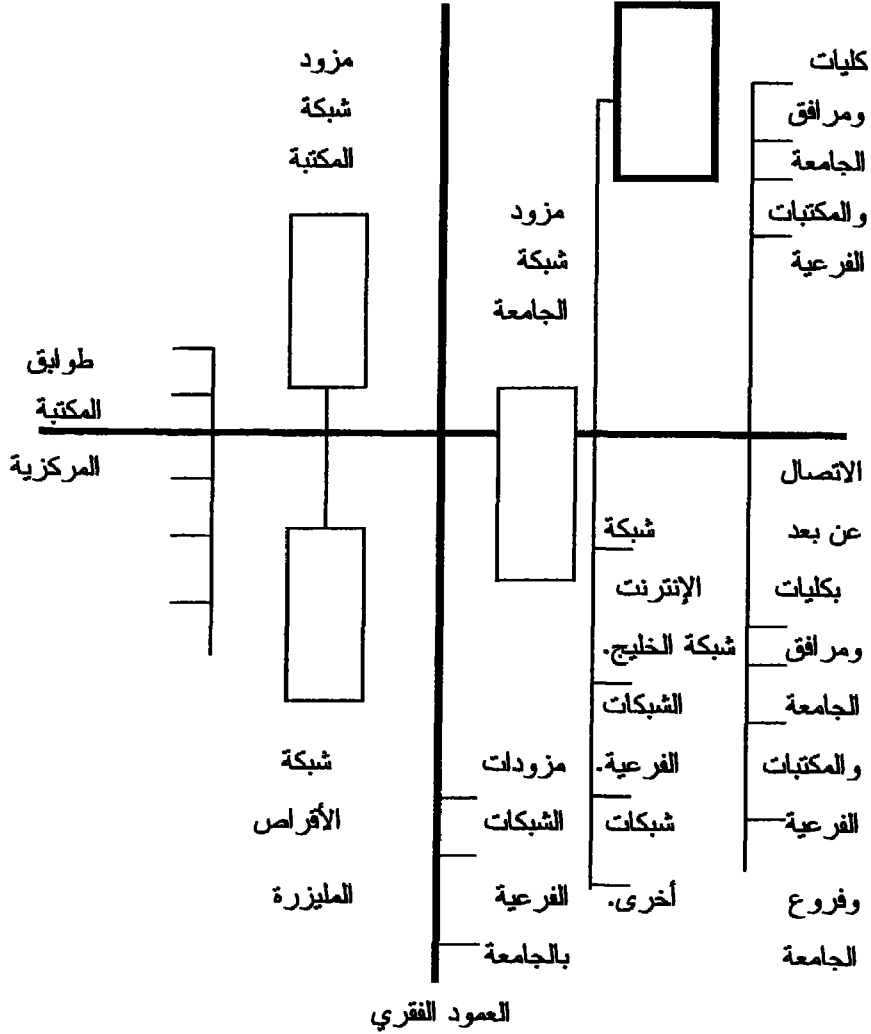 كليات
ومرافق
الجامعة
والمكتبات
الفرعية
مزود
شبكة
المكتبة
مزود
شبكة
الجامعة
طوابق
المكتبة
المركزية
الاتصال
عن بعد
بكليات
ومرافق
الجامعة
والمكتبات
الفرعية
وفروع
الجامعة
شبكة
الإنترنت
شبكة الخليج.
الشبكات
الفرعية.
شبكات
أخرى.
مزودات
الشبكات
الفرعية
بالجامعة
شبكة
الأقراص
المليزرة
العمود الفقري